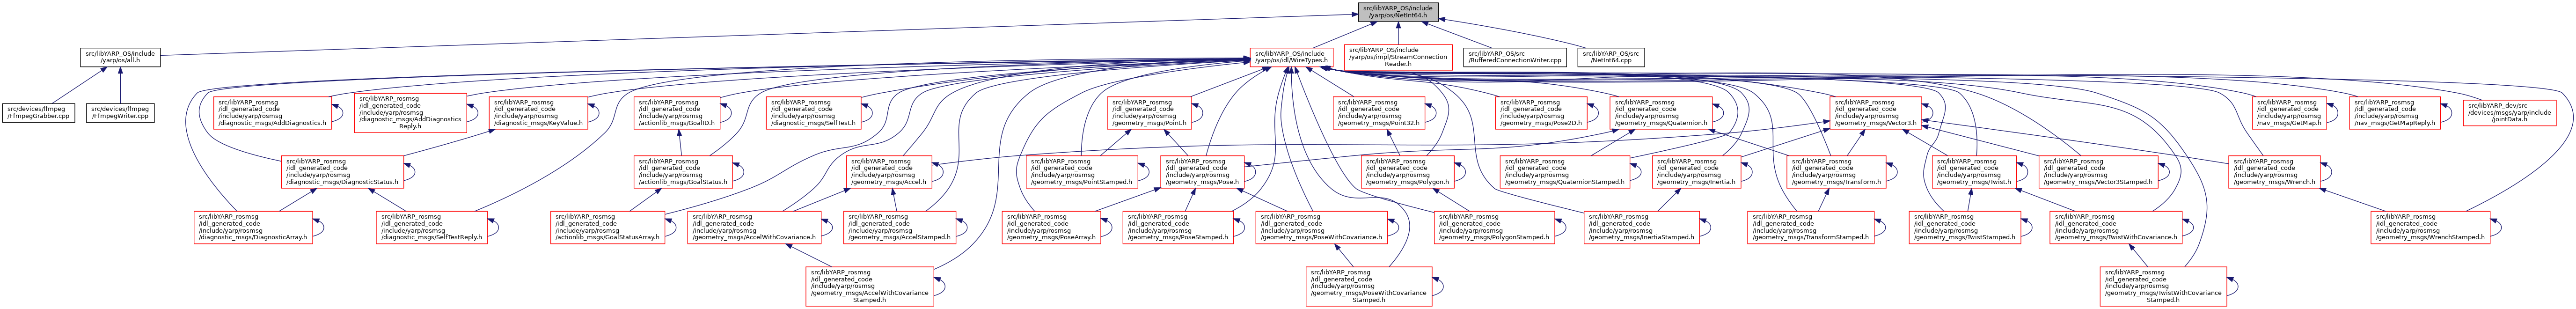 src/libYARP_OS/include
/yarp/os/NetInt64.h
src/libYARP_OS/include
/yarp/os/all.h
src/libYARP_OS/include
/yarp/os/idl/WireTypes.h
src/libYARP_OS/include
/yarp/os/impl/StreamConnection
Reader.h
src/libYARP_OS/src
/BufferedConnectionWriter.cpp
src/libYARP_OS/src
/NetInt64.cpp
src/devices/ffmpeg
/FfmpegGrabber.cpp
src/devices/ffmpeg
/FfmpegWriter.cpp
src/libYARP_rosmsg
/idl_generated_code
/include/yarp/rosmsg
/diagnostic_msgs/AddDiagnostics.h
src/libYARP_rosmsg
/idl_generated_code
/include/yarp/rosmsg
/diagnostic_msgs/AddDiagnostics
Reply.h
src/libYARP_rosmsg
/idl_generated_code
/include/yarp/rosmsg
/diagnostic_msgs/KeyValue.h
src/libYARP_rosmsg
/idl_generated_code
/include/yarp/rosmsg
/actionlib_msgs/GoalID.h
src/libYARP_rosmsg
/idl_generated_code
/include/yarp/rosmsg
/diagnostic_msgs/SelfTest.h
src/libYARP_rosmsg
/idl_generated_code
/include/yarp/rosmsg
/geometry_msgs/Point.h
src/libYARP_rosmsg
/idl_generated_code
/include/yarp/rosmsg
/geometry_msgs/Point32.h
src/libYARP_rosmsg
/idl_generated_code
/include/yarp/rosmsg
/geometry_msgs/Pose2D.h
src/libYARP_rosmsg
/idl_generated_code
/include/yarp/rosmsg
/geometry_msgs/Quaternion.h
src/libYARP_rosmsg
/idl_generated_code
/include/yarp/rosmsg
/geometry_msgs/Vector3.h
src/libYARP_rosmsg
/idl_generated_code
/include/yarp/rosmsg
/nav_msgs/GetMap.h
src/libYARP_rosmsg
/idl_generated_code
/include/yarp/rosmsg
/nav_msgs/GetMapReply.h
src/libYARP_dev/src
/devices/msgs/yarp/include
/jointData.h
src/libYARP_rosmsg
/idl_generated_code
/include/yarp/rosmsg
/diagnostic_msgs/DiagnosticStatus.h
src/libYARP_rosmsg
/idl_generated_code
/include/yarp/rosmsg
/actionlib_msgs/GoalStatus.h
src/libYARP_rosmsg
/idl_generated_code
/include/yarp/rosmsg
/geometry_msgs/Accel.h
src/libYARP_rosmsg
/idl_generated_code
/include/yarp/rosmsg
/geometry_msgs/PointStamped.h
src/libYARP_rosmsg
/idl_generated_code
/include/yarp/rosmsg
/geometry_msgs/Pose.h
src/libYARP_rosmsg
/idl_generated_code
/include/yarp/rosmsg
/geometry_msgs/Polygon.h
src/libYARP_rosmsg
/idl_generated_code
/include/yarp/rosmsg
/geometry_msgs/QuaternionStamped.h
src/libYARP_rosmsg
/idl_generated_code
/include/yarp/rosmsg
/geometry_msgs/Inertia.h
src/libYARP_rosmsg
/idl_generated_code
/include/yarp/rosmsg
/geometry_msgs/Transform.h
src/libYARP_rosmsg
/idl_generated_code
/include/yarp/rosmsg
/geometry_msgs/Twist.h
src/libYARP_rosmsg
/idl_generated_code
/include/yarp/rosmsg
/geometry_msgs/Vector3Stamped.h
src/libYARP_rosmsg
/idl_generated_code
/include/yarp/rosmsg
/geometry_msgs/Wrench.h
src/libYARP_rosmsg
/idl_generated_code
/include/yarp/rosmsg
/diagnostic_msgs/DiagnosticArray.h
src/libYARP_rosmsg
/idl_generated_code
/include/yarp/rosmsg
/diagnostic_msgs/SelfTestReply.h
src/libYARP_rosmsg
/idl_generated_code
/include/yarp/rosmsg
/actionlib_msgs/GoalStatusArray.h
src/libYARP_rosmsg
/idl_generated_code
/include/yarp/rosmsg
/geometry_msgs/AccelWithCovariance.h
src/libYARP_rosmsg
/idl_generated_code
/include/yarp/rosmsg
/geometry_msgs/AccelStamped.h
src/libYARP_rosmsg
/idl_generated_code
/include/yarp/rosmsg
/geometry_msgs/PoseArray.h
src/libYARP_rosmsg
/idl_generated_code
/include/yarp/rosmsg
/geometry_msgs/PoseStamped.h
src/libYARP_rosmsg
/idl_generated_code
/include/yarp/rosmsg
/geometry_msgs/PoseWithCovariance.h
src/libYARP_rosmsg
/idl_generated_code
/include/yarp/rosmsg
/geometry_msgs/PolygonStamped.h
src/libYARP_rosmsg
/idl_generated_code
/include/yarp/rosmsg
/geometry_msgs/InertiaStamped.h
src/libYARP_rosmsg
/idl_generated_code
/include/yarp/rosmsg
/geometry_msgs/TransformStamped.h
src/libYARP_rosmsg
/idl_generated_code
/include/yarp/rosmsg
/geometry_msgs/TwistStamped.h
src/libYARP_rosmsg
/idl_generated_code
/include/yarp/rosmsg
/geometry_msgs/TwistWithCovariance.h
src/libYARP_rosmsg
/idl_generated_code
/include/yarp/rosmsg
/geometry_msgs/WrenchStamped.h
src/libYARP_rosmsg
/idl_generated_code
/include/yarp/rosmsg
/geometry_msgs/AccelWithCovariance
Stamped.h
src/libYARP_rosmsg
/idl_generated_code
/include/yarp/rosmsg
/geometry_msgs/PoseWithCovariance
Stamped.h
src/libYARP_rosmsg
/idl_generated_code
/include/yarp/rosmsg
/geometry_msgs/TwistWithCovariance
Stamped.h